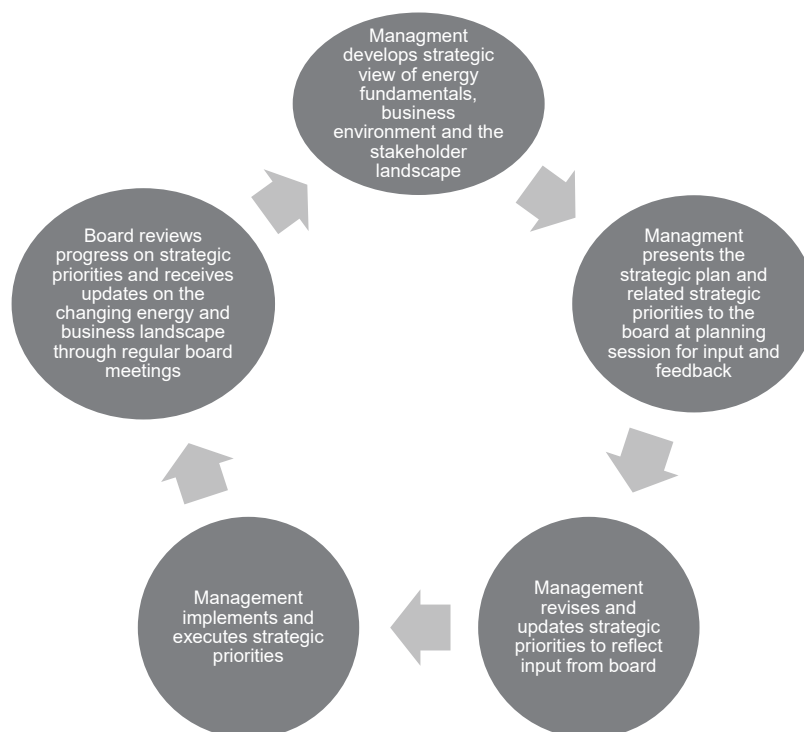 Managment
develops strategic
view of energy
fundamentals,
business
environment and the
stakeholder
landscape
Managment
presents the
strategic plan and
related strategic
priorities to the
board at planning
session for input and
feedback
Management
revises and
updates strategic
priorities to reflect
input from board
Management
implements and
executes strategic
priorities
Board reviews
progress on strategic
priorities and receives
updates on the
changing energy and
business landscape
through regular board
meetings